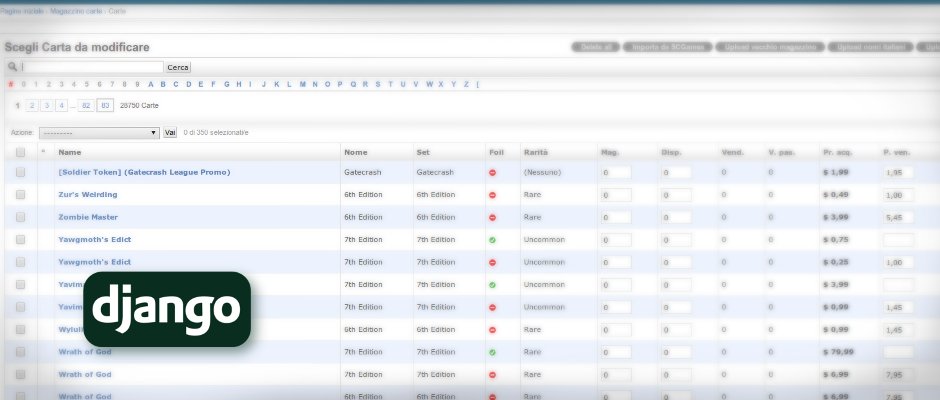 Pagina iniziale › Magazzino carte › Carte
Scegli Carta da modificare
Delete all Importa da SCGames Upload vecchio magazzino Upload nomi italiani
Cerca
# 0 1 2 3 4 5 6 7 8 9 A B C D E F G H I J K L M N O P Q R S T U V W X Y Z [
1 2 3 4 ... 82 83 28750 Carte
Azione: --------- Vai 0 di 350 selezionati/e
Name Nome Set Foil Rarità Mag. Disp. Vend. V. pas. Pr. acq. P. ven.
[Soldier Token] (Gatecrash League Promo) Gatecrash Gatecrash (Nessuno) 0 0 0 0 $ 1,99 1,95
Zur's Weirding 6th Edition 6th Edition Rare 0 0 0 0 $ 0,49 1,00
Zombie Master 6th Edition 6th Edition Rare 0 0 0 0 $ 3,99 5,45
Yawgmoth's Edict 7th Edition 7th Edition Uncommon 0 0 0 0 $ 0,75
Yawgmoth's Edict 7th Edition 7th Edition Uncommon 0 0 0 0 $ 0,25 1,00
7th Edition 7th Edition Uncommon 0 0 0 0 $ 3,99
7th Edition 7th Edition Uncommon 0 0 0 0 $ 0,99 1,45
6th Edition 6th Edition Rare 0 0 0 0 $ 0,99 1,45
django
Wrath of God 7th Edition 7th Edition Rare 0 0 0 0 $ 79,99
Wrath of God 7th Edition 7th Edition Rare 0 0 0 0 $ 6,99 7,95
Wrath of God 6th Edition 6th Edition Rare 0 0 0 0 $ 6,99 7,95